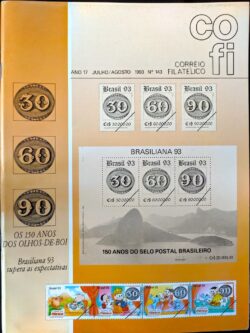 co
fi
CORREIO
FILATÉLICO
ANO 17 JULHO/AGOSTO 1993 Nº 143
Brasil 93 Brasil 93 Brasil 93
30 60 90
30
60
90
BRASILIANA 93
Brasil 93 Brasil 93 Brasil 93
30 60 90
150 ANOS DO SELO POSTAL BRASILEIRO
OS 150 ANOS
DOS OLHOS-DE-BOI
Brasiliana 93
supera as expectativas